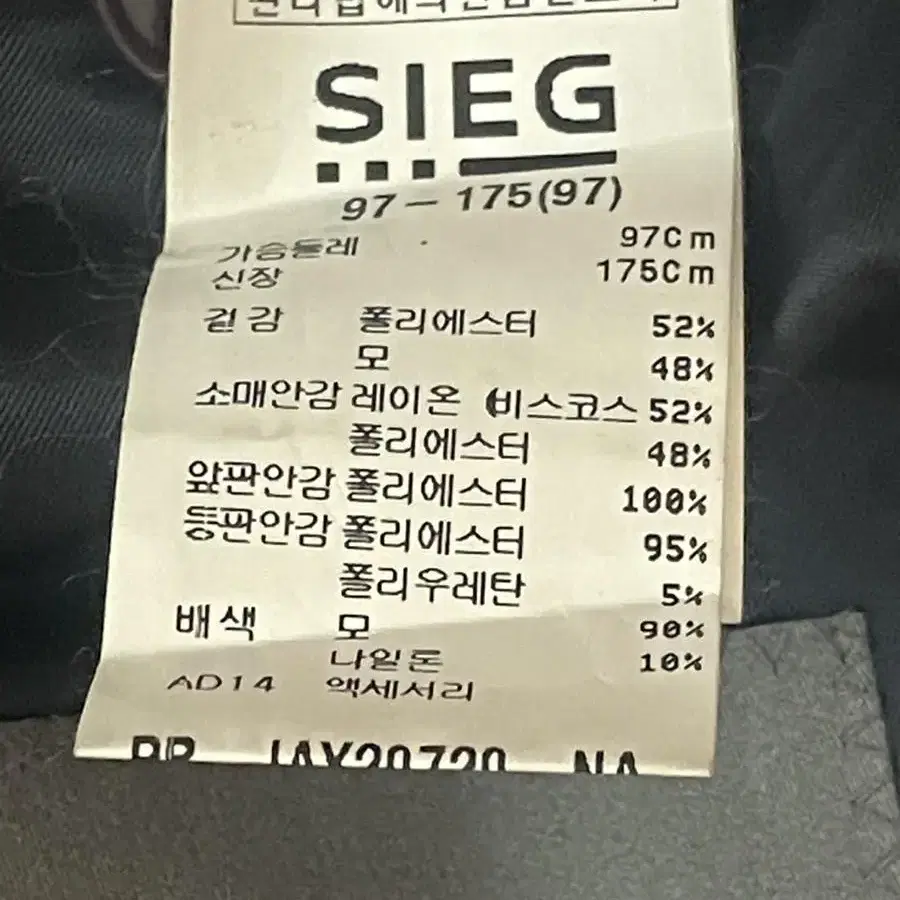 SIEG
97-175(97)
가슴둘레 97Cm
신장 175Cm
겉감 폴리에스터 52%
모 48%
소매안감 레이온 (비스코스 52%
폴리에스터 48%
앞판안감 폴리에스터 100%
등판안감 폴리에스터 95%
폴리우레탄 5%
배색 모 90%
나일론 10%
AD14 액세서리